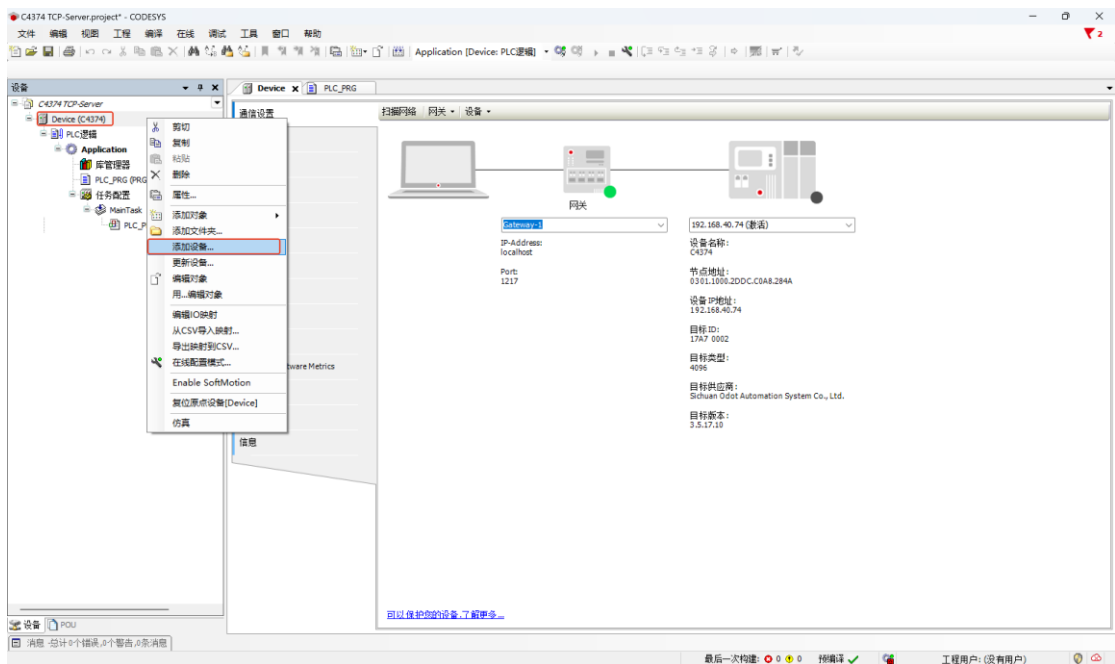 C4374 TCP-Server.project* - CODESYS
文件 编辑 视图 工程 编译 在线 调试 工具 窗口 帮助
2
Application [Device: PLC逻辑]
设备
Device
PLC_PRG
C4374 TCP-Server
Device (C4374)
PLC逻辑
Application
库管理器
PLC_PRG (PRG
任务配置
MainTask
PLC_P
剪切
复制
粘贴
删除
属性...
添加对象
添加文件夹...
添加设备...
更新设备...
编辑对象
用...编辑对象
编辑IO映射
从CSV导入映射...
导出映射到CSV...
在线配置模式...
Enable SoftMotion
复位原点设备[Device]
仿真
通信设置
tware Metrics
信息
扫描网络 网关 设备
网关
Gateway-1
IP-Address:
localhost
Port:
1217
192.168.40.74 (激活)
设备名称:
C4374
节点地址:
0301.1000.2DDC.C0A8.284A
设备 IP地址:
192.168.40.74
目标 ID:
17A7 0002
目标类型:
4096
目标供应商:
Sichuan Odot Automation System Co., Ltd.
目标版本:
3.5.17.10
可以保护您的设备.了解更多...
设备 POU
消息 -总计0个错误,0个警告,0条消息
最后一次构建: 0 0 预编译 工程用户: (没有用户)